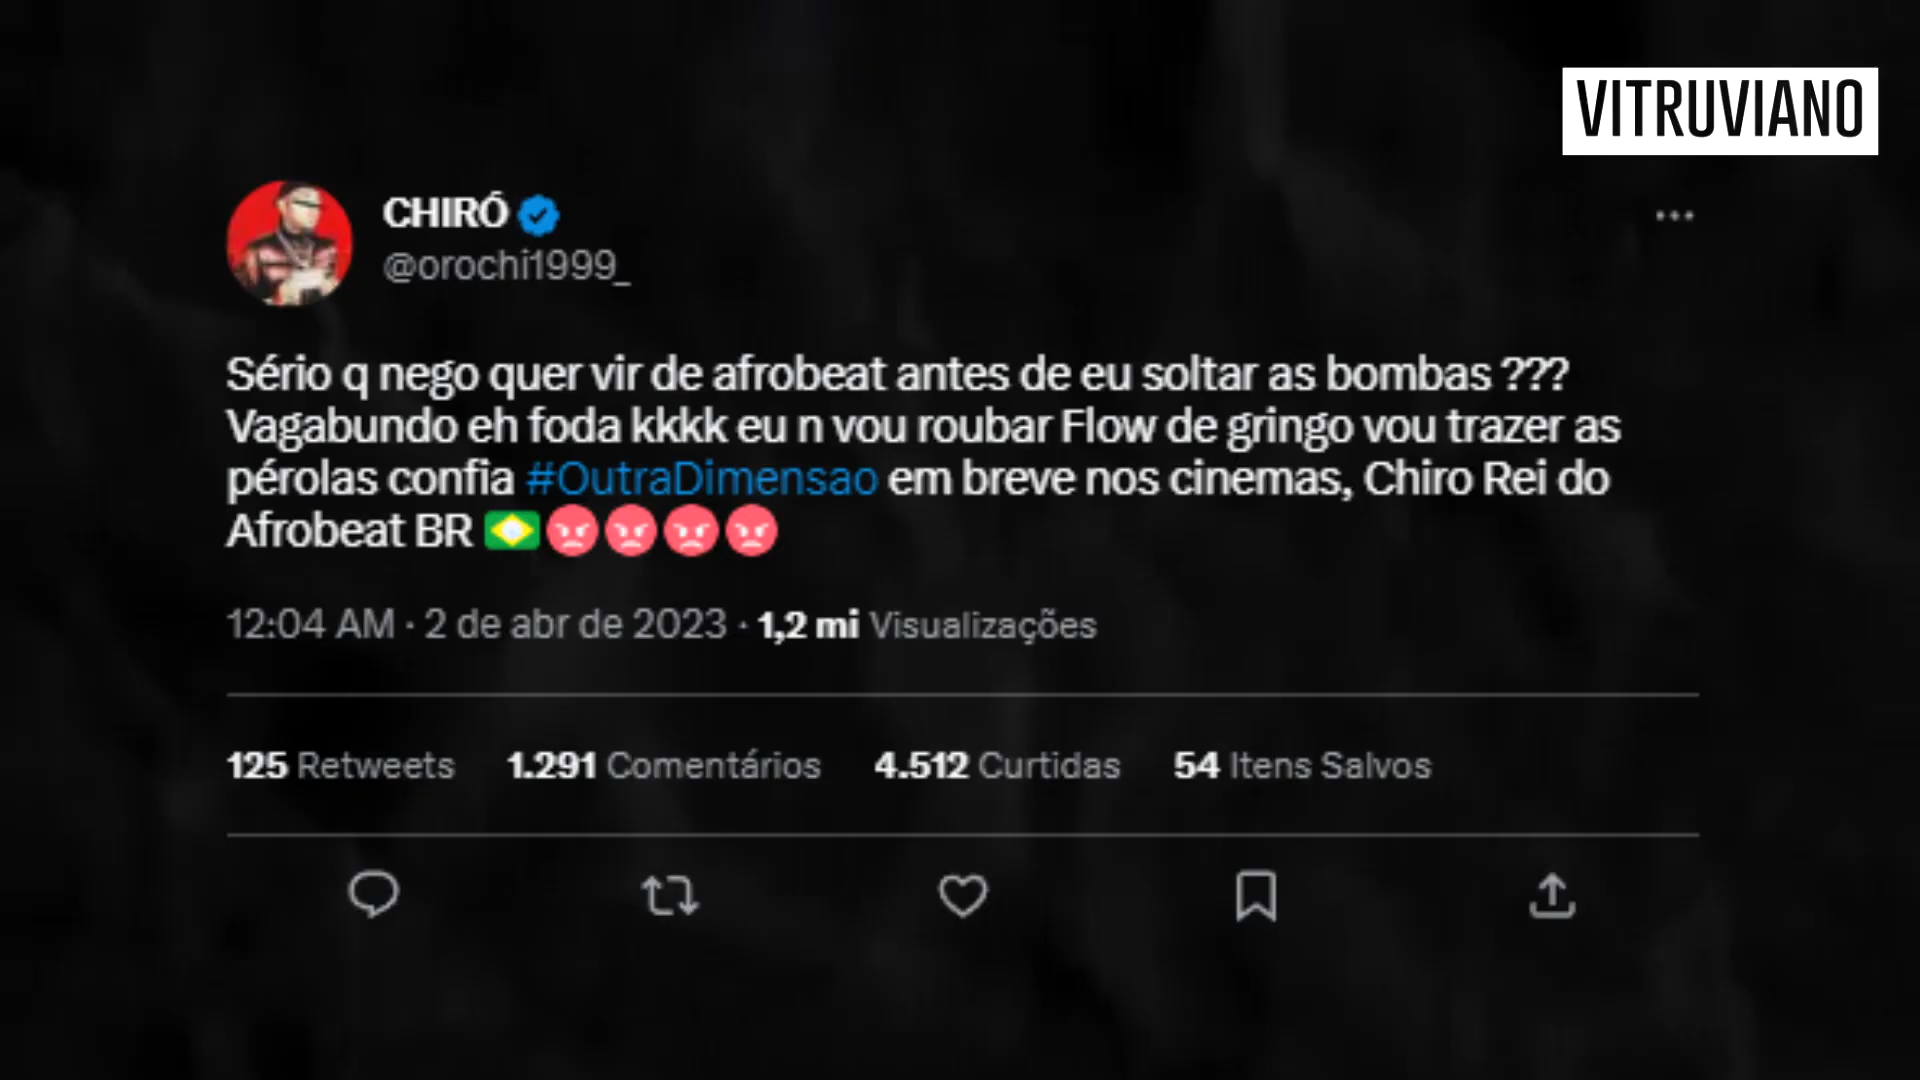 VITRUVIANO
CHIRÓ
@orochi1999_
Sério q nego quer vir de afrobeat antes de eu soltar as bombas ???
Vagabundo eh foda kkkk eu n vou roubar Flow de gringo vou trazer as
pérolas confia #OutraDimensao em breve nos cinemas, Chiro Rei do
Afrobeat BR 🇧🇷😡😡😡😡
12:04 AM · 2 de abr de 2023 · 1,2 mi Visualizações
125 Retweets 1.291 Comentários 4.512 Curtidas 54 Itens Salvos